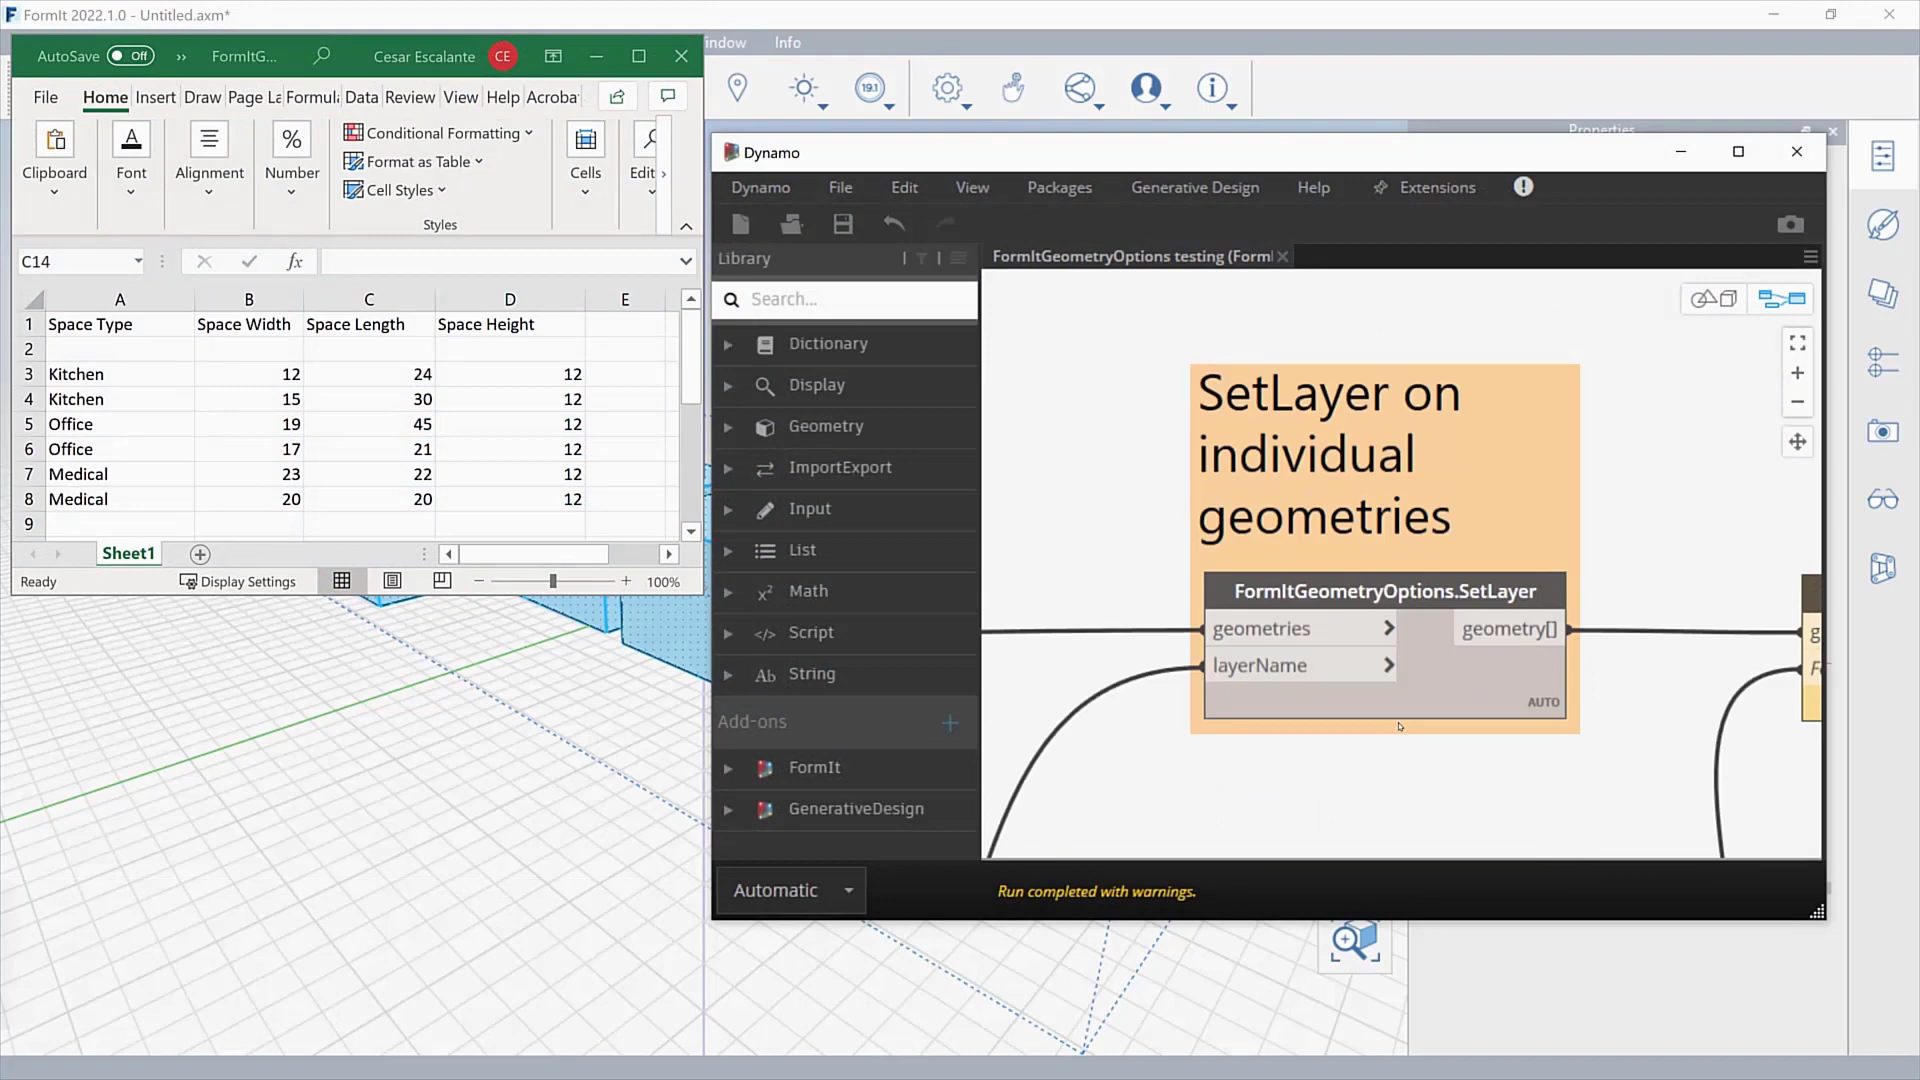 FormIt 2022.1.0 - Untitled.axm*
AutoSave Off
FormItG...
Cesar Escalante
CE
File Home Insert Draw Page La Formula Data Review View Help Acrobat
Clipboard
Font
Alignment
Number
%
A
Conditional Formatting
Format as Table
Cell Styles
Styles
Cells
Edit
C14
fx
A B C D E
1 Space Type Space Width Space Length Space Height
2
3 Kitchen 12 24 12
4 Kitchen 15 30 12
5 Office 19 45 12
6 Office 17 21 12
7 Medical 23 22 12
8 Medical 20 20 12
9
Sheet1
Ready
Display Settings
100%
indow
Info
19.1
Properties
Dynamo
Dynamo File Edit View Packages Generative Design Help Extensions
Library
FormItGeometryOptions testing (FormI
Search...
Dictionary
Display
Geometry
ImportExport
Input
List
Math
Script
Ab String
Add-ons
FormIt
GenerativeDesign
SetLayer on
individual
geometries
FormItGeometryOptions.SetLayer
geometries
geometry[]
layerName
AUTO
g
F
Automatic
Run completed with warnings.